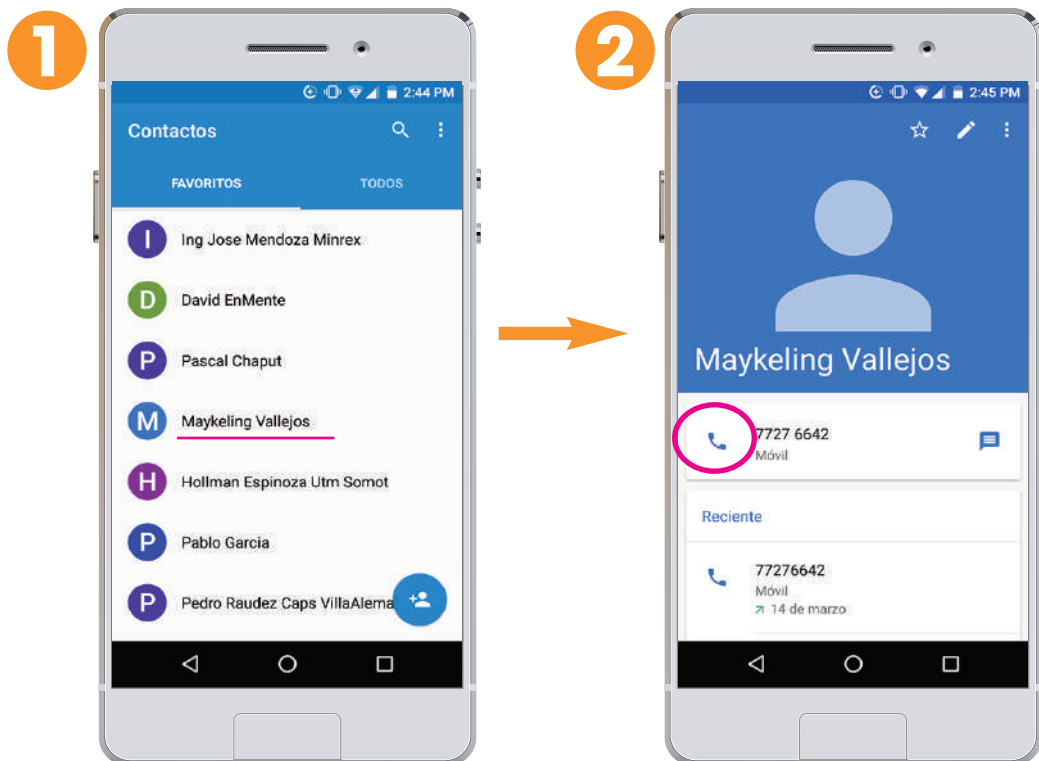 1
2:44 PM
Contactos
FAVORITOS TODOS
I Ing Jose Mendoza Minrex
D David EnMente
P Pascal Chaput
M Maykeling Vallejos
H Hollman Espinoza Utm Somot
P Pablo Garcia
P Pedro Raudez Caps VillaAlema
2
2:45 PM
Maykeling Vallejos
7727 6642
Móvil
Reciente
77276642
Móvil
14 de marzo